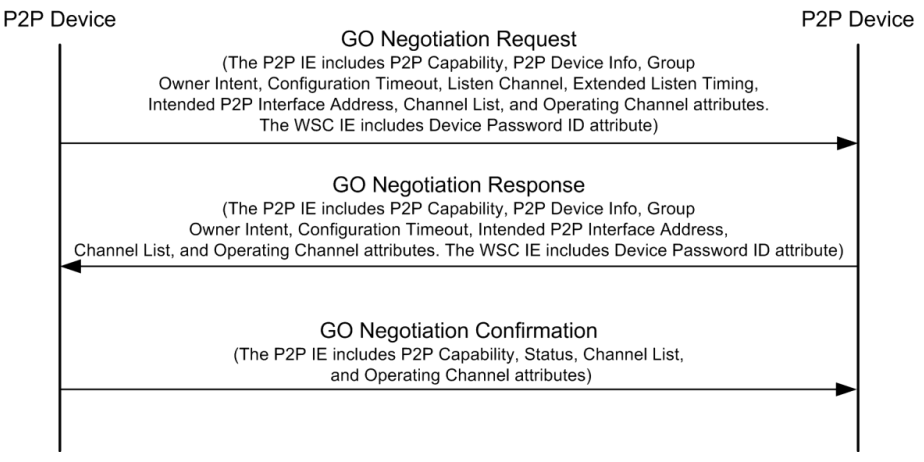 P2P Device
P2P Device
GO Negotiation Request
(The P2P IE includes P2P Capability, P2P Device Info, Group
Owner Intent, Configuration Timeout, Listen Channel, Extended Listen Timing,
Intended P2P Interface Address, Channel List, and Operating Channel attributes.
The WSC IE includes Device Password ID attribute)
GO Negotiation Response
(The P2P IE includes P2P Capability, P2P Device Info, Group
Owner Intent, Configuration Timeout, Intended P2P Interface Address,
Channel List, and Operating Channel attributes. The WSC IE includes Device Password ID attribute)
GO Negotiation Confirmation
(The P2P IE includes P2P Capability, Status, Channel List,
and Operating Channel attributes)